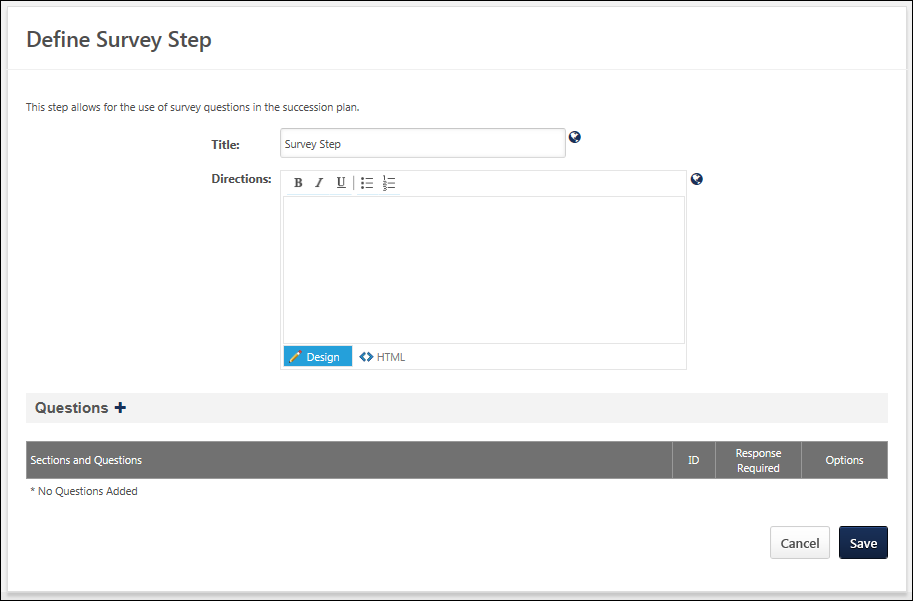 Define Survey Step
This step allows for the use of survey questions in the succession plan.
Title:
Survey Step
Directions:
B I U
Design
HTML
Questions
Sections and Questions
ID
Response
Required
Options
* No Questions Added
Cancel
Save